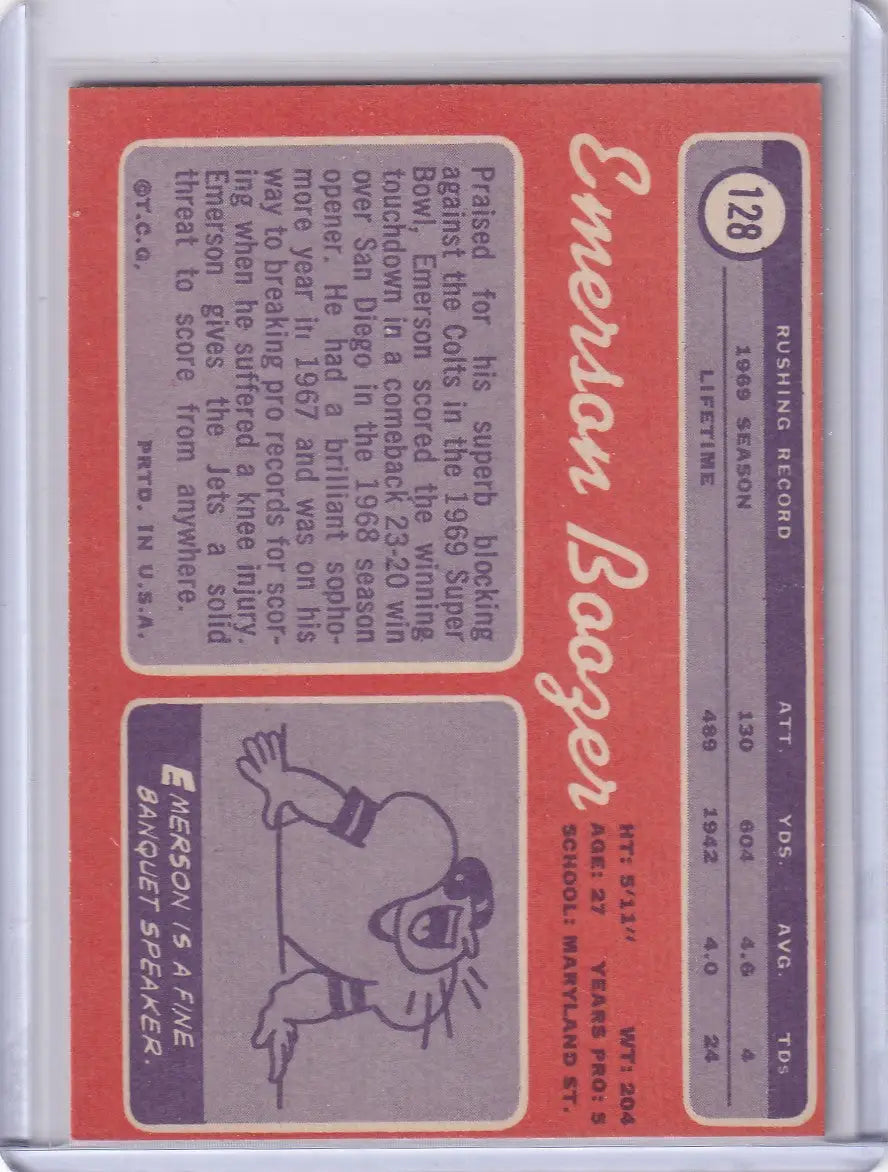 128
RUSHING RECORD ATT. YDS. AVG. TDS
1969 SEASON 130 604 4.6 4
LIFETIME 489 1942 4.0 24
Emerson Boozer
HT: 5'11" WT: 204
AGE: 27 YEARS PRO: 5
SCHOOL: MARYLAND ST.
Praised for his superb blocking
against the Colts in the 1969 Super
Bowl, Emerson scored the winning
touchdown in a comeback 23-20 win
over San Diego in the 1968 season
opener. He had a brilliant sopho-
more year in 1967 and was on his
way to breaking pro records for scor-
ing when he suffered a knee injury.
Emerson gives the Jets a solid
threat to score from anywhere.
©T.C.G. PRTD. IN U.S.A.
EMERSON IS A FINE
BANQUET SPEAKER.